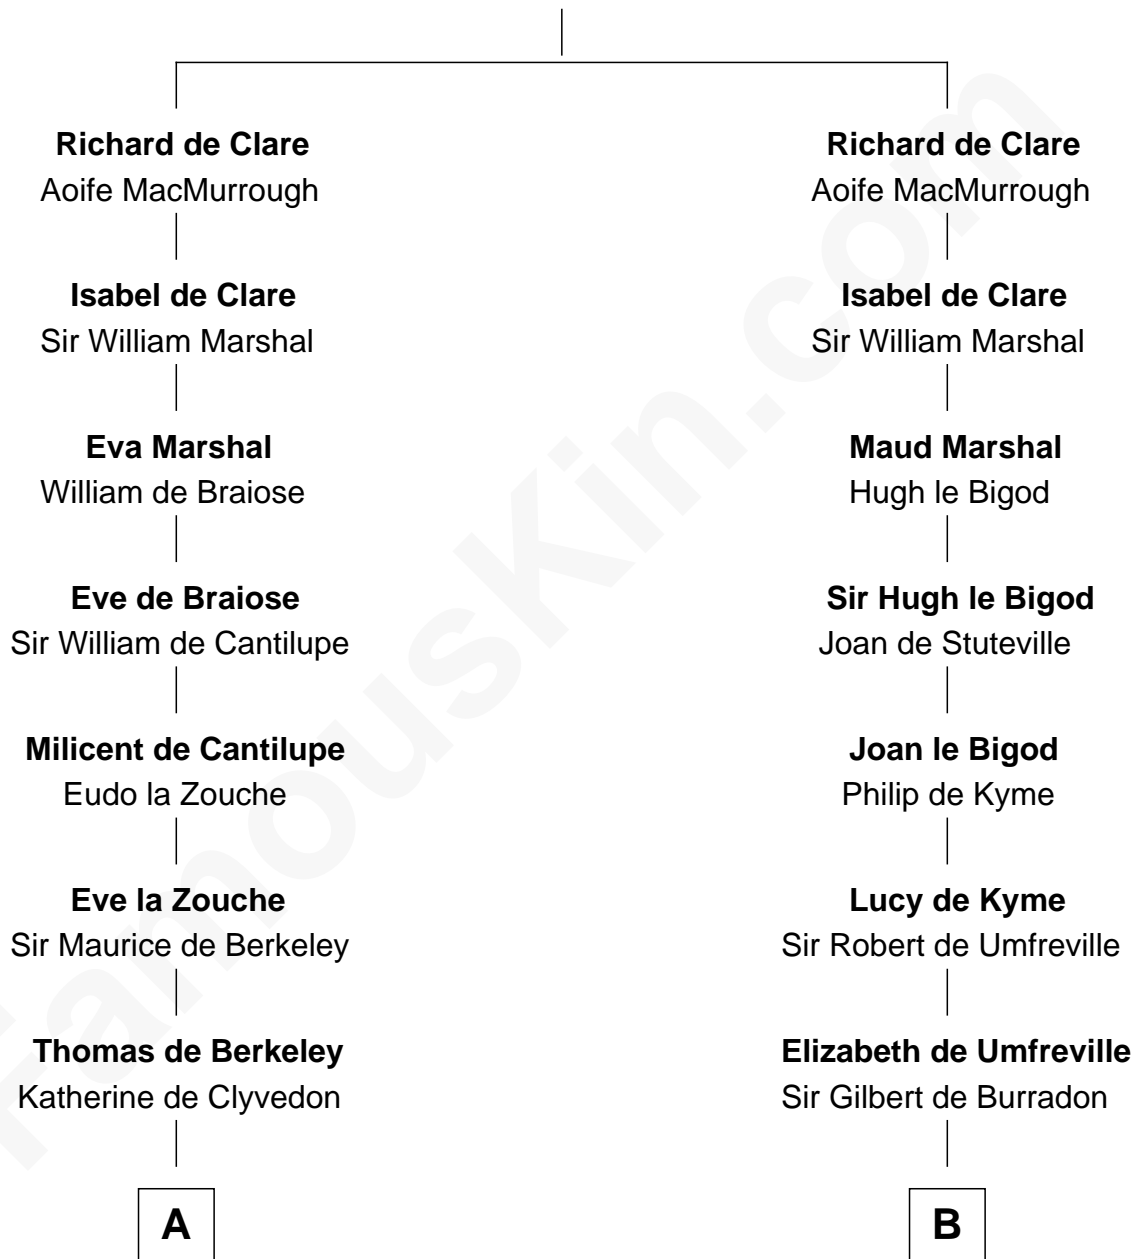 Richard de Clare
Aoife MacMurrough
Isabel de Clare
Sir William Marshal
Eva Marshal
William de Braiose
Eve de Braiose
Sir William de Cantilupe
Milicent de Cantilupe
Eudo la Zouche
Eve la Zouche
Sir Maurice de Berkeley
Thomas de Berkeley
Katherine de Clyvedon
A
Richard de Clare
Aoife MacMurrough
Isabel de Clare
Sir William Marshal
Maud Marshal
Hugh le Bigod
Sir Hugh le Bigod
Joan de Stuteville
Joan le Bigod
Philip de Kyme
Lucy de Kyme
Sir Robert de Umfreville
Elizabeth de Umfreville
Sir Gilbert de Burradon
B
FamousKin.com